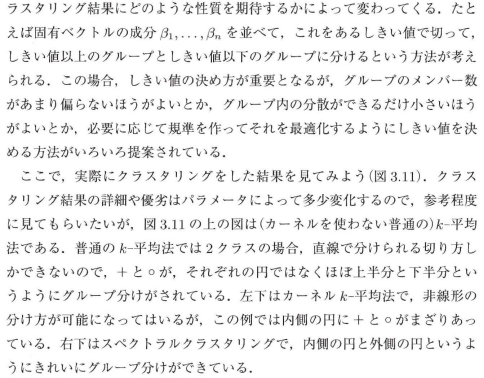 ラスタリング結果にどのような性質を期待するかによって変わってくる．たと
えば固有ベクトルの成分 β1, . . . , βn を並べて，これをあるしきい値で切って，
しきい値以上のグループとしきい値以下のグループに分けるという方法が考え
られる．この場合，しきい値の決め方が重要となるが，グループのメンバー数
があまり偏らないほうがよいとか，グループ内の分散ができるだけ小さいほう
がよいとか，必要に応じて規準を作ってそれを最適化するようにしきい値を決
める方法がいろいろ提案されている．
ここで，実際にクラスタリングをした結果を見てみよう (図 3.11)．クラス
タリング結果の詳細や優劣はパラメータによって多少変化するので，参考程度
に見てもらいたいが，図 3.11 の上の図は (カーネルを使わない普通の) k–平均
法である．普通の k–平均法では 2 クラスの場合，直線で分けられる切り方し
かできないので，＋と○が，それぞれの円ではなくほぼ上半分と下半分とい
うようにグループ分けがされている．左下はカーネル k–平均法で，非線形の
分け方が可能になってはいるが，この例では内側の円に＋と○がまざりあっ
ている．右下はスペクトラルクラスタリングで，内側の円と外側の円というよ
うにきれいにグループ分けができている．